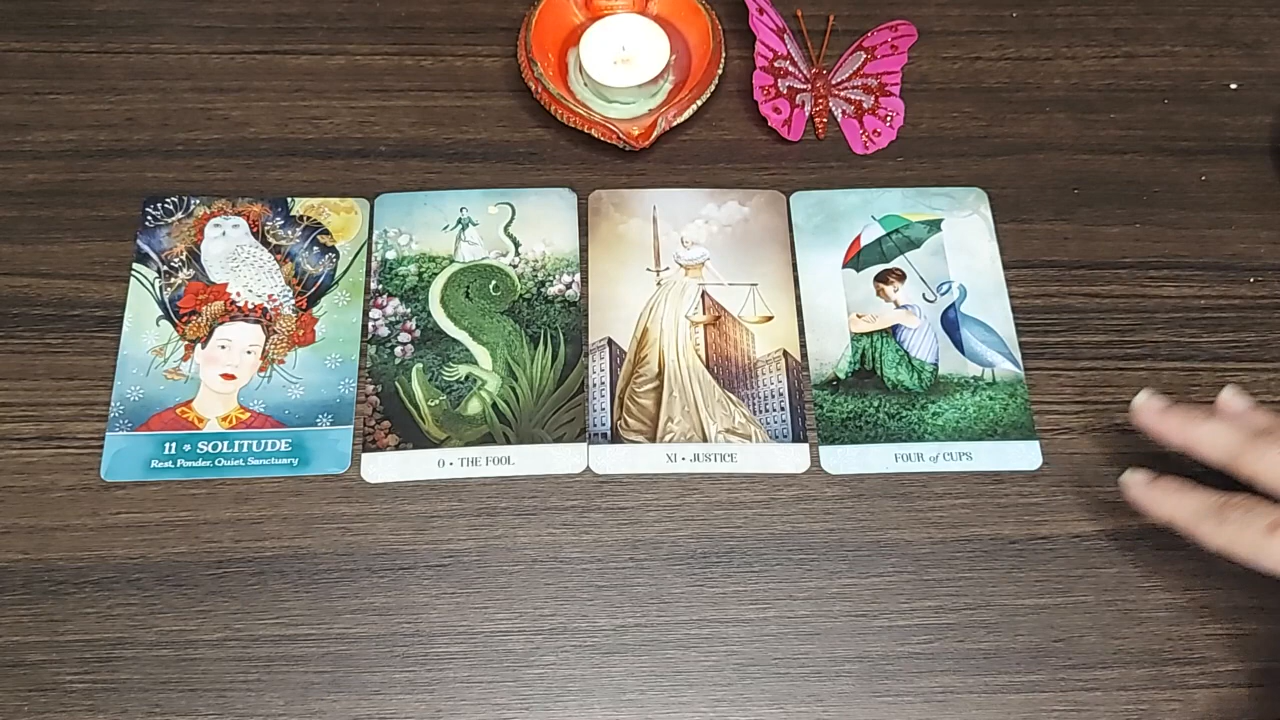 11 * SOLITUDE
Rest, Ponder, Quiet, Sanctuary
0 • THE FOOL
XI • JUSTICE
FOUR of CUPS